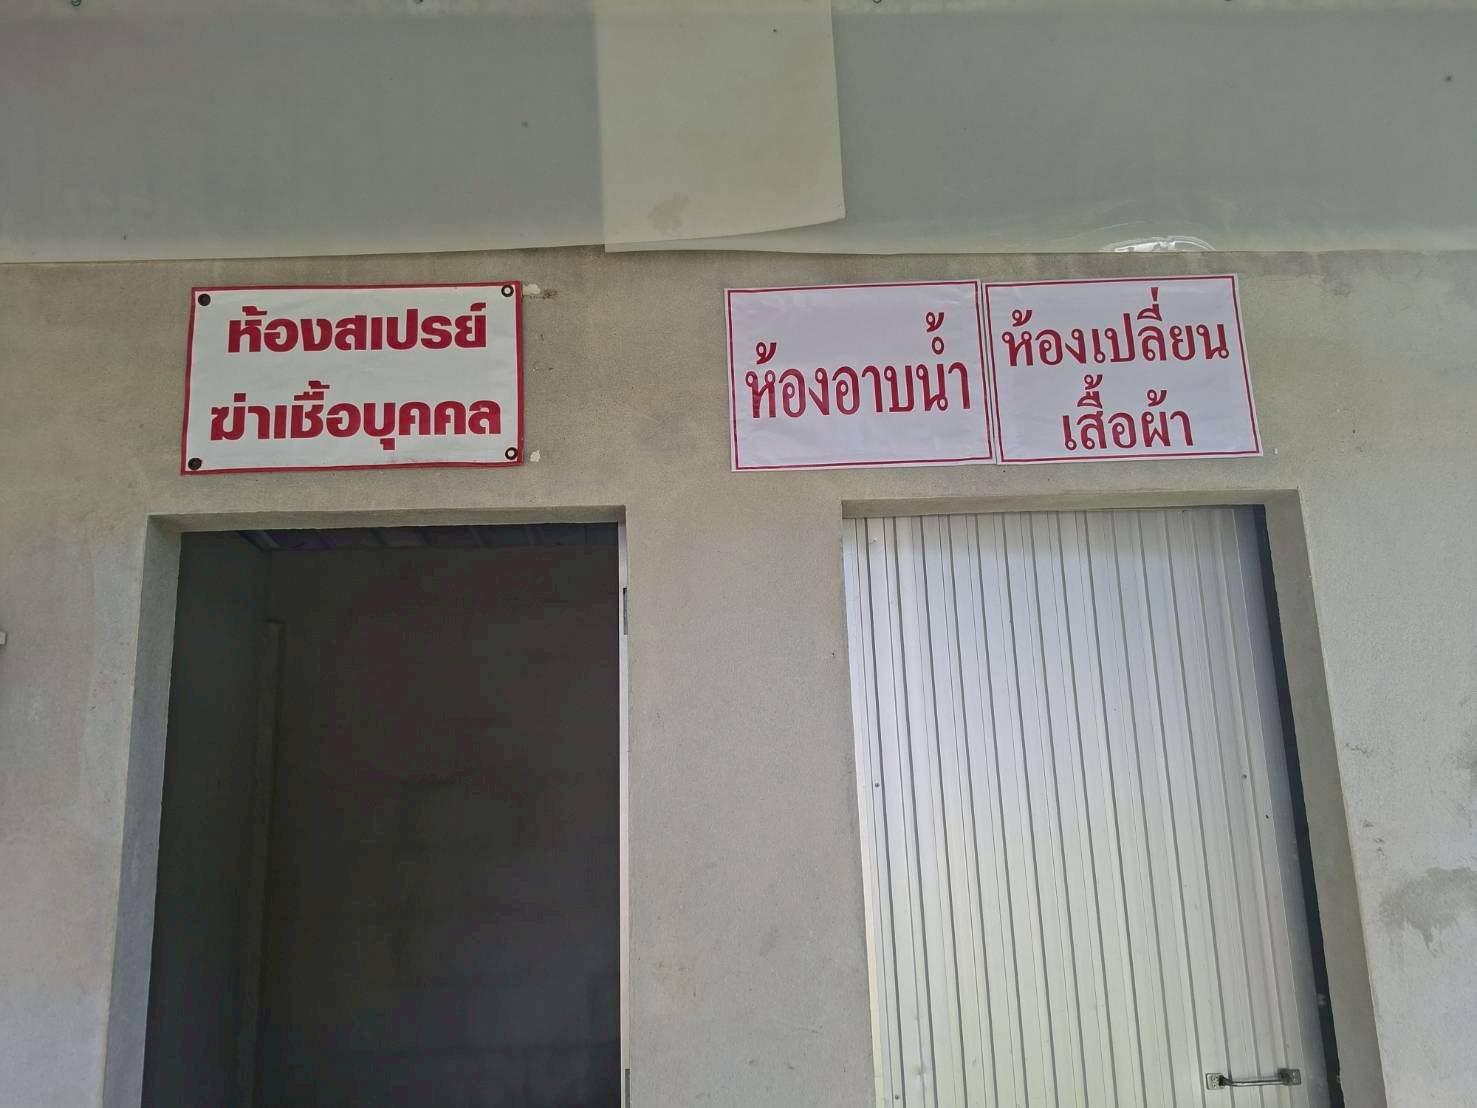 ห้องสเปรย์
ฆ่าเชื้อบุคคล
ห้องอาบน้ำ
ห้องเปลี่ยน
เสื้อผ้า